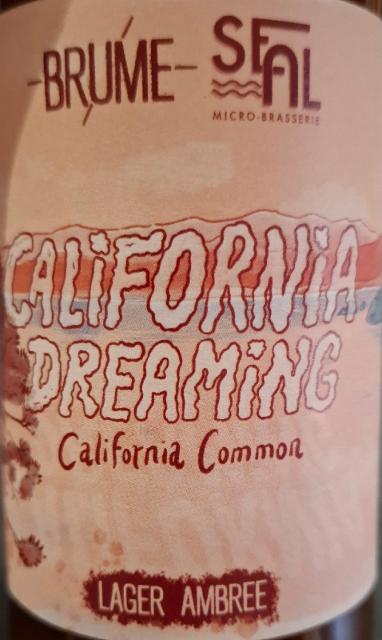 -BRUME-
SEAL
MICRO-BRASSERIE
CALIFORNIA
DREAMING
California Common
LAGER AMBREE